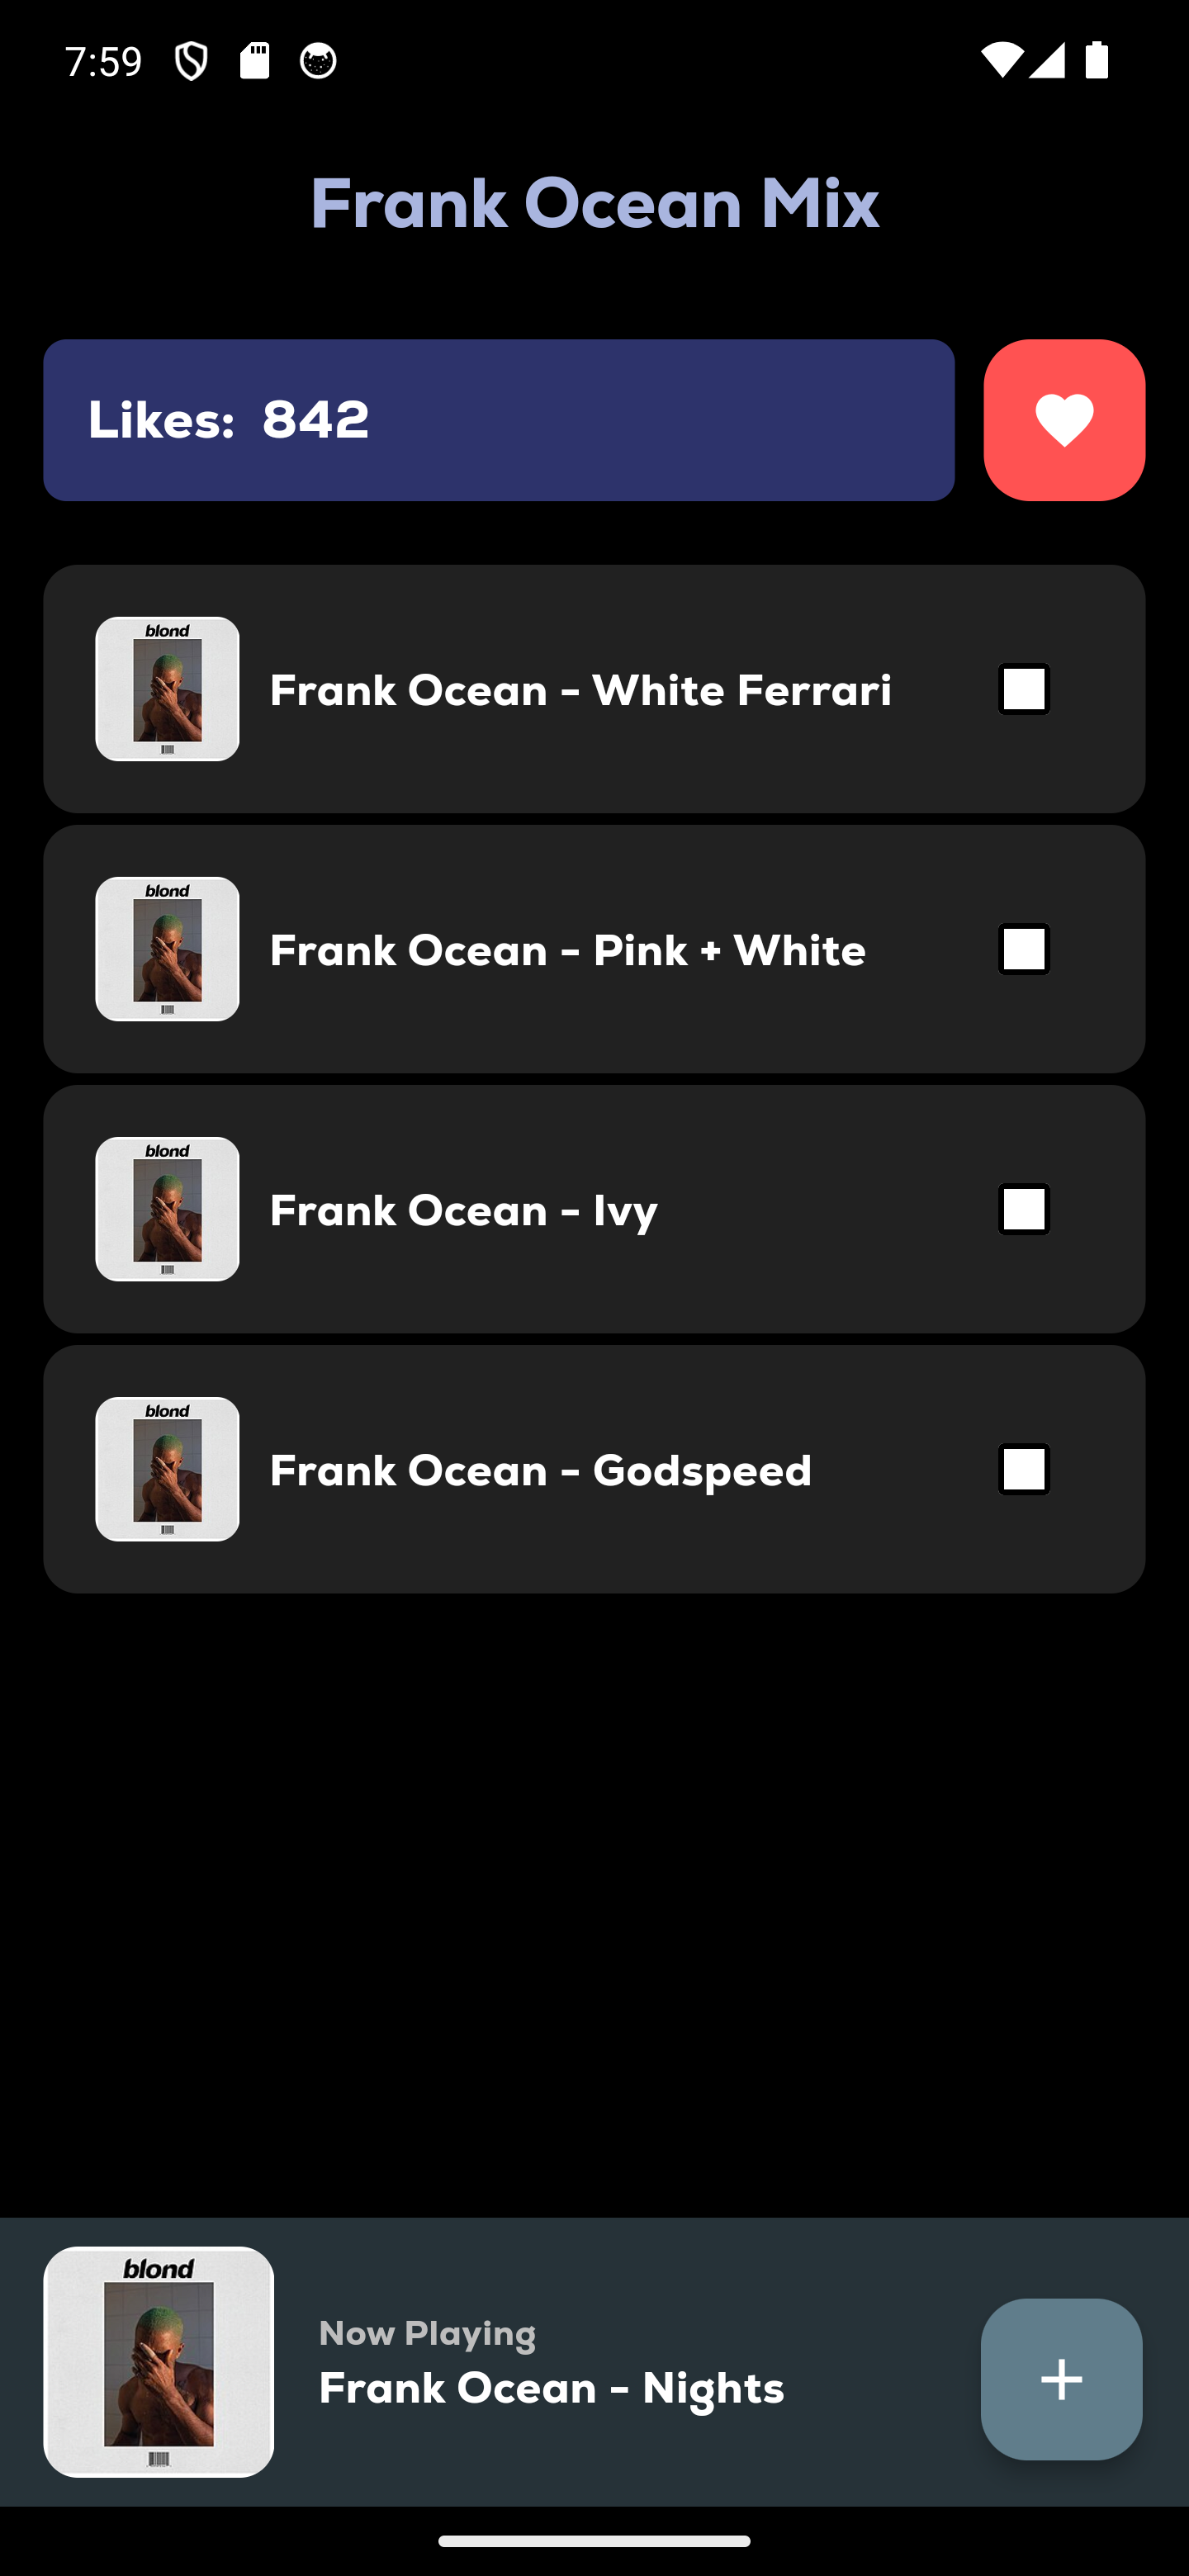 7:59
Frank Ocean Mix
Likes: 842
blond
Frank Ocean - White Ferrari
blond
Frank Ocean - Pink + White
blond
Frank Ocean - Ivy
blond
Frank Ocean - Godspeed
blond
Now Playing
Frank Ocean - Nights